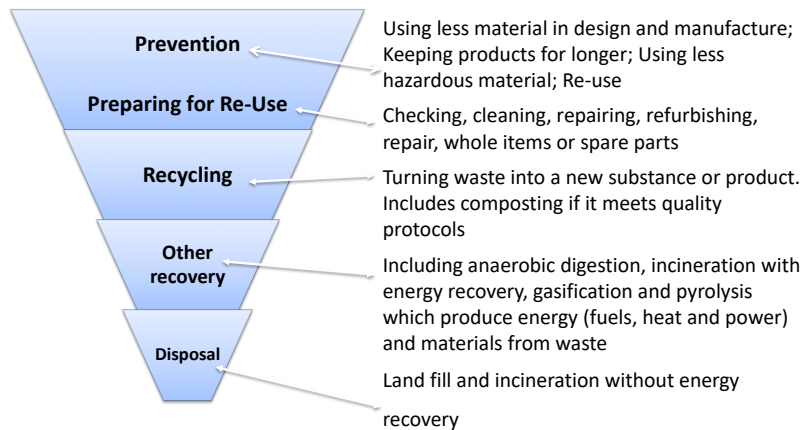 Prevention
Using less material in design and manufacture;
Keeping products for longer; Using less
hazardous material; Re-use
Preparing for Re-Use
Checking, cleaning, repairing, refurbishing,
repair, whole items or spare parts
Recycling
Turning waste into a new substance or product.
Includes composting if it meets quality
protocols
Other
recovery
Including anaerobic digestion, incineration with
energy recovery, gasification and pyrolysis
which produce energy (fuels, heat and power)
and materials from waste
Disposal
Land fill and incineration without energy
recovery